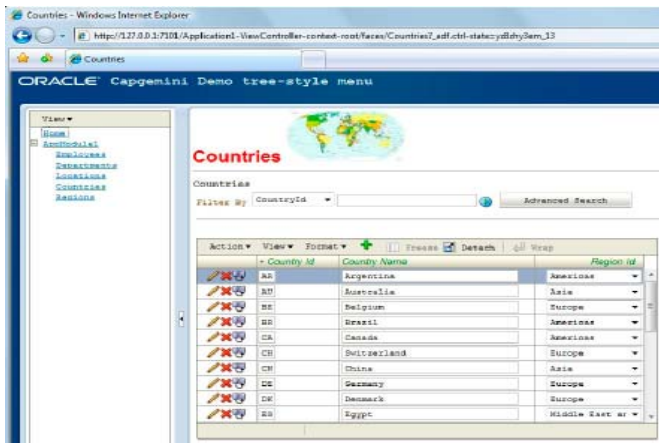 Countries - Windows Internet Explorer
http://127.0.0.1:7101/Application1-ViewController-context-root/faces/Countries?_adf.ctrl-state=
Countries
ORACLE Capgemini Demo tree-style menu
View
Home
AppModule1
Employees
Departments
Locations
Countries
Regions
Countries
Countries
Filter By CountryId Advanced Search
Action View Format Freeze Detach Wrap
Country Id Country Name Region Id
AR Argentina Americas
AU Australia Asia
BE Belgium Europe
BR Brazil Americas
CA Canada Americas
CH Switzerland Europe
CN China Asia
DE Germany Europe
DK Denmark Europe
EG Egypt Middle East ar